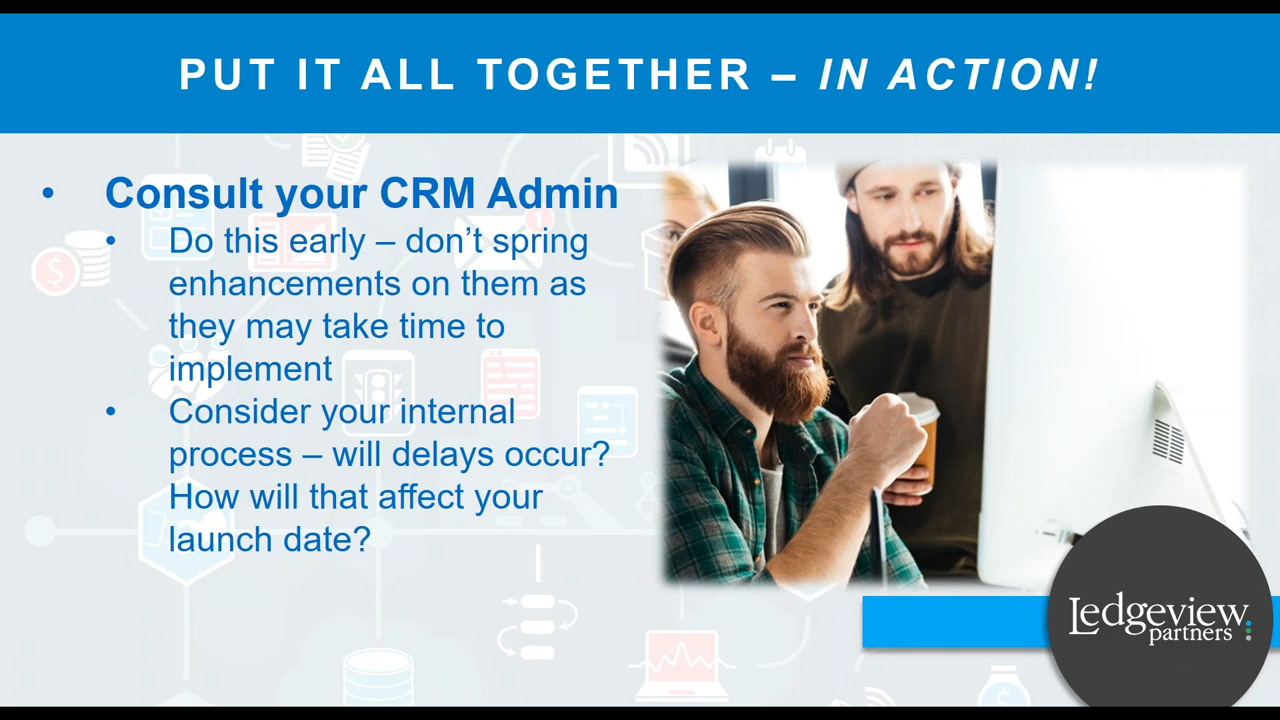 PUT IT ALL TOGETHER – IN ACTION!
• Consult your CRM Admin
• Do this early – don’t spring
enhancements on them as
they may take time to
implement
• Consider your internal
process – will delays occur?
How will that affect your
launch date?
Ledgeview
partners